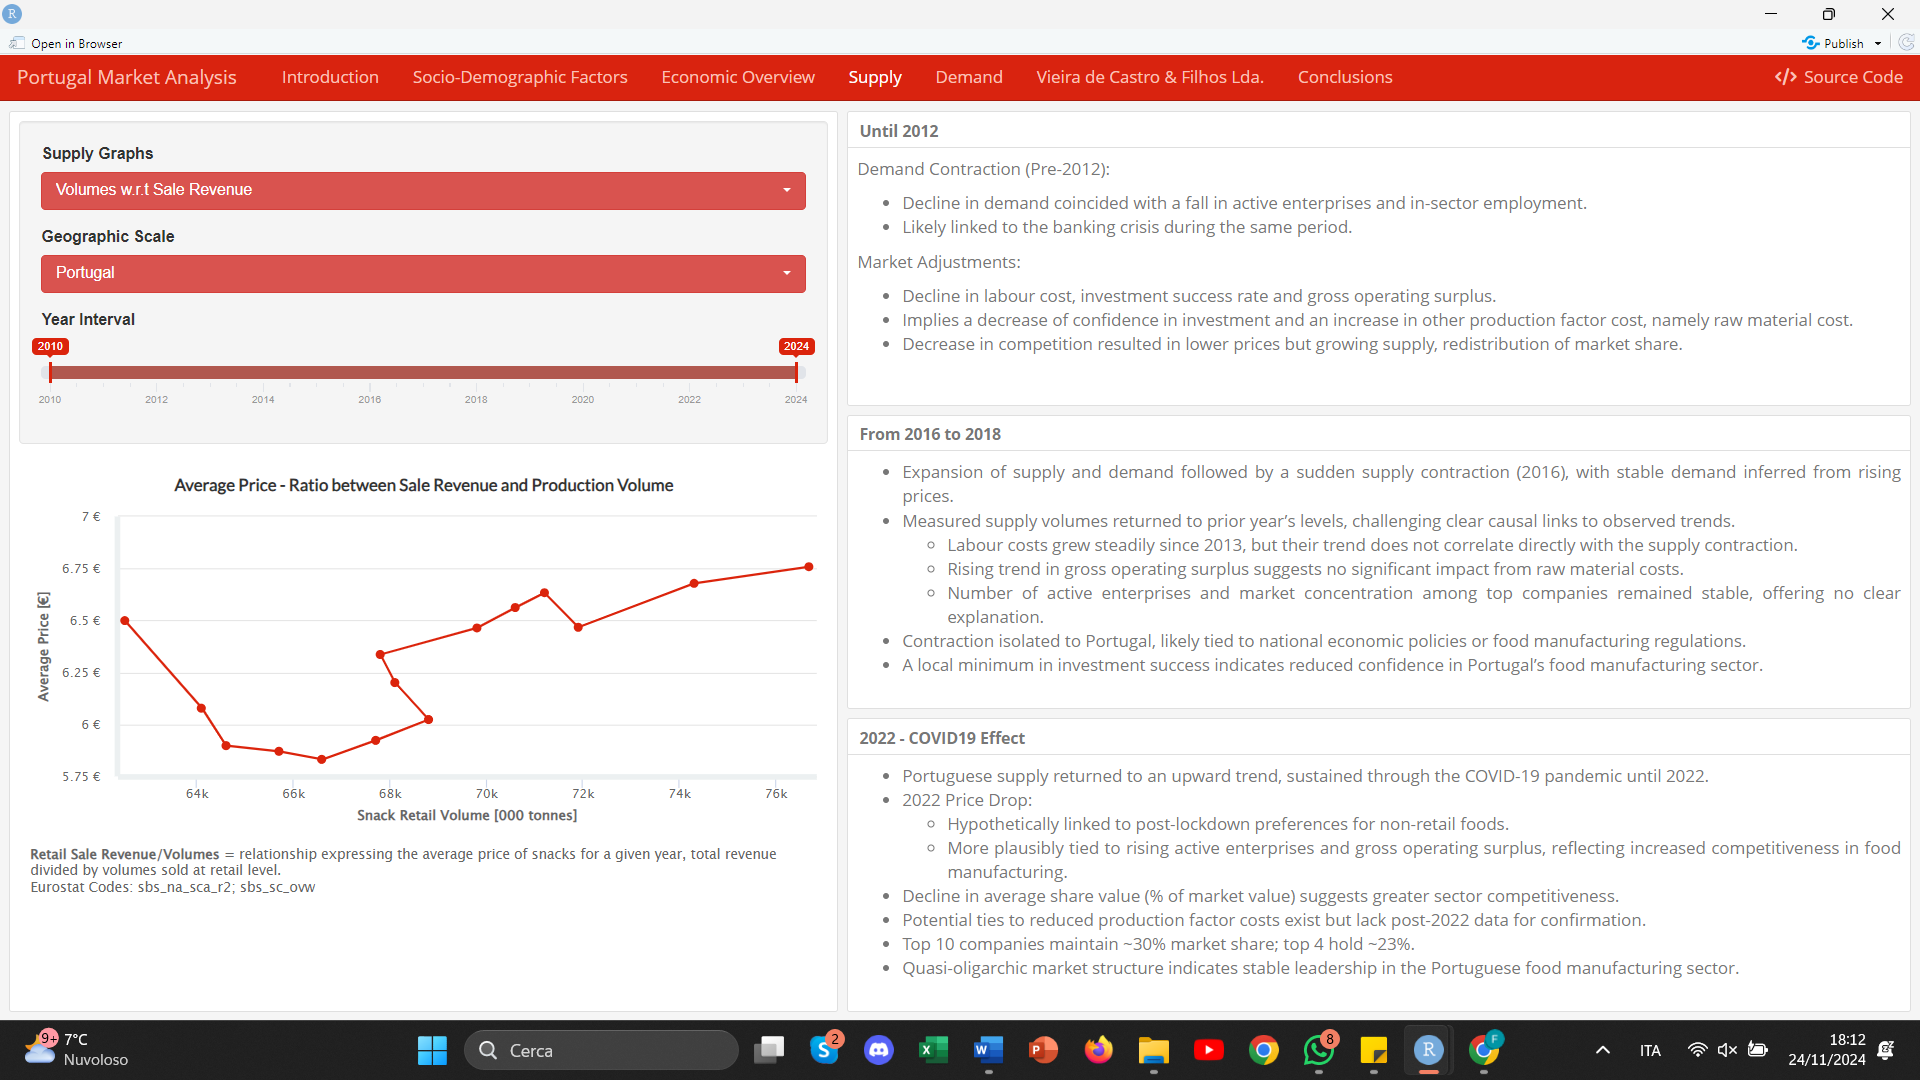 R
Open in Browser
Publish
Portugal Market Analysis
Introduction
Socio-Demographic Factors
Economic Overview
Supply
Demand
Vieira de Castro & Filhos Lda.
Conclusions
</> Source Code
Supply Graphs
Volumes w.r.t Sale Revenue
Geographic Scale
Portugal
Year Interval
2010
2024
2010
2012
2014
2016
2018
2020
2022
2024
Average Price - Ratio between Sale Revenue and Production Volume
7 €
6.75 €
6.5 €
6.25 €
6 €
5.75 €
Average Price [€]
64k
66k
68k
70k
72k
74k
76k
Snack Retail Volume [000 tonnes]
Retail Sale Revenue/Volumes = relationship expressing the average price of snacks for a given year, total revenue
divided by volumes sold at retail level.
Eurostat Codes: sbs_na_sca_r2; sbs_sc_ovw
Until 2012
Demand Contraction (Pre-2012):
Decline in demand coincided with a fall in active enterprises and in-sector employment.
Likely linked to the banking crisis during the same period.
Market Adjustments:
Decline in labour cost, investment success rate and gross operating surplus.
Implies a decrease of confidence in investment and an increase in other production factor cost, namely raw material cost.
Decrease in competition resulted in lower prices but growing supply, redistribution of market share.
From 2016 to 2018
Expansion of supply and demand followed by a sudden supply contraction (2016), with stable demand inferred from rising
prices.
Measured supply volumes returned to prior year's levels, challenging clear causal links to observed trends.
Labour costs grew steadily since 2013, but their trend does not correlate directly with the supply contraction.
Rising trend in gross operating surplus suggests no significant impact from raw material costs.
Number of active enterprises and market concentration among top companies remained stable, offering no clear
explanation.
Contraction isolated to Portugal, likely tied to national economic policies or food manufacturing regulations.
A local minimum in investment success indicates reduced confidence in Portugal's food manufacturing sector.
2022 - COVID19 Effect
Portuguese supply returned to an upward trend, sustained through the COVID-19 pandemic until 2022.
2022 Price Drop:
Hypothetically linked to post-lockdown preferences for non-retail foods.
More plausibly tied to rising active enterprises and gross operating surplus, reflecting increased competitiveness in food
manufacturing.
Decline in average share value (% of market value) suggests greater sector competitiveness.
Potential ties to reduced production factor costs exist but lack post-2022 data for confirmation.
Top 10 companies maintain ~30% market share; top 4 hold ~23%.
Quasi-oligarchic market structure indicates stable leadership in the Portuguese food manufacturing sector.
9+
7°C
Nuvoloso
Cerca
S
2
X
W
P
8
R
F
ITA
18:12
24/11/2024